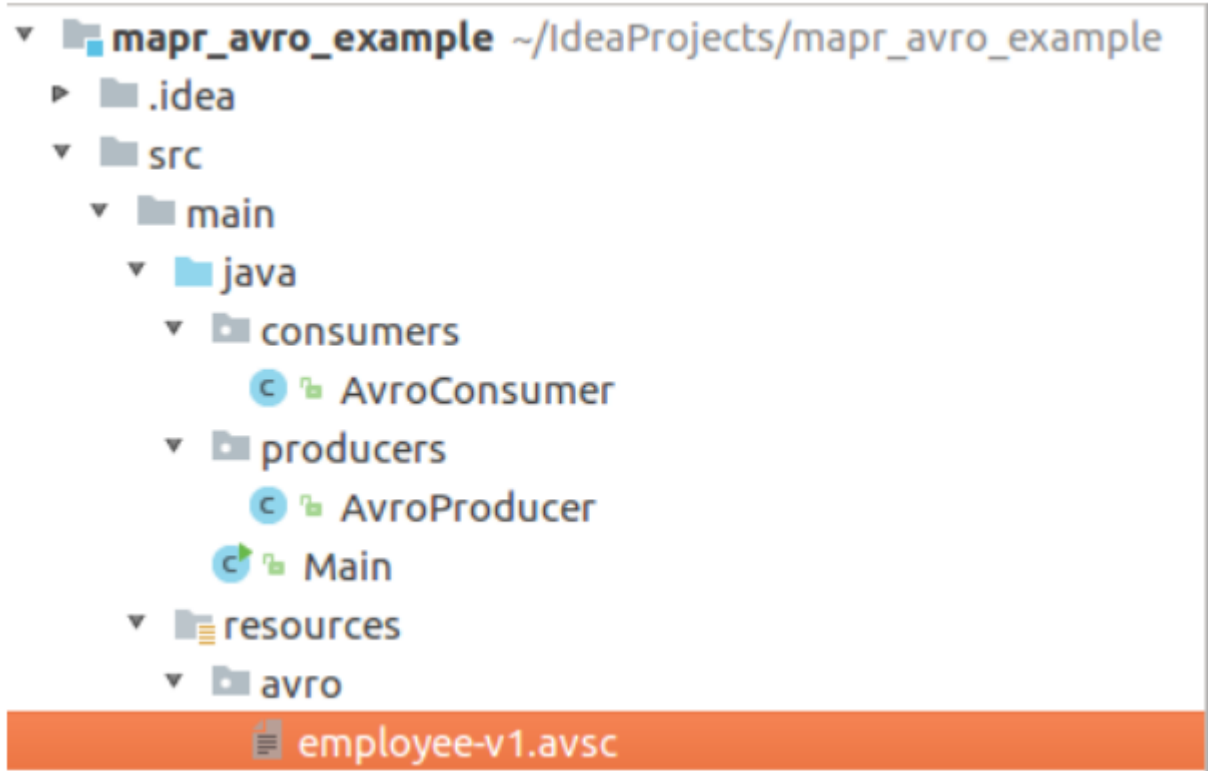 mapr_avro_example ~/IdeaProjects/mapr_avro_example
.idea
src
main
java
consumers
C AvroConsumer
producers
C AvroProducer
C Main
resources
avro
employee-v1.avsc